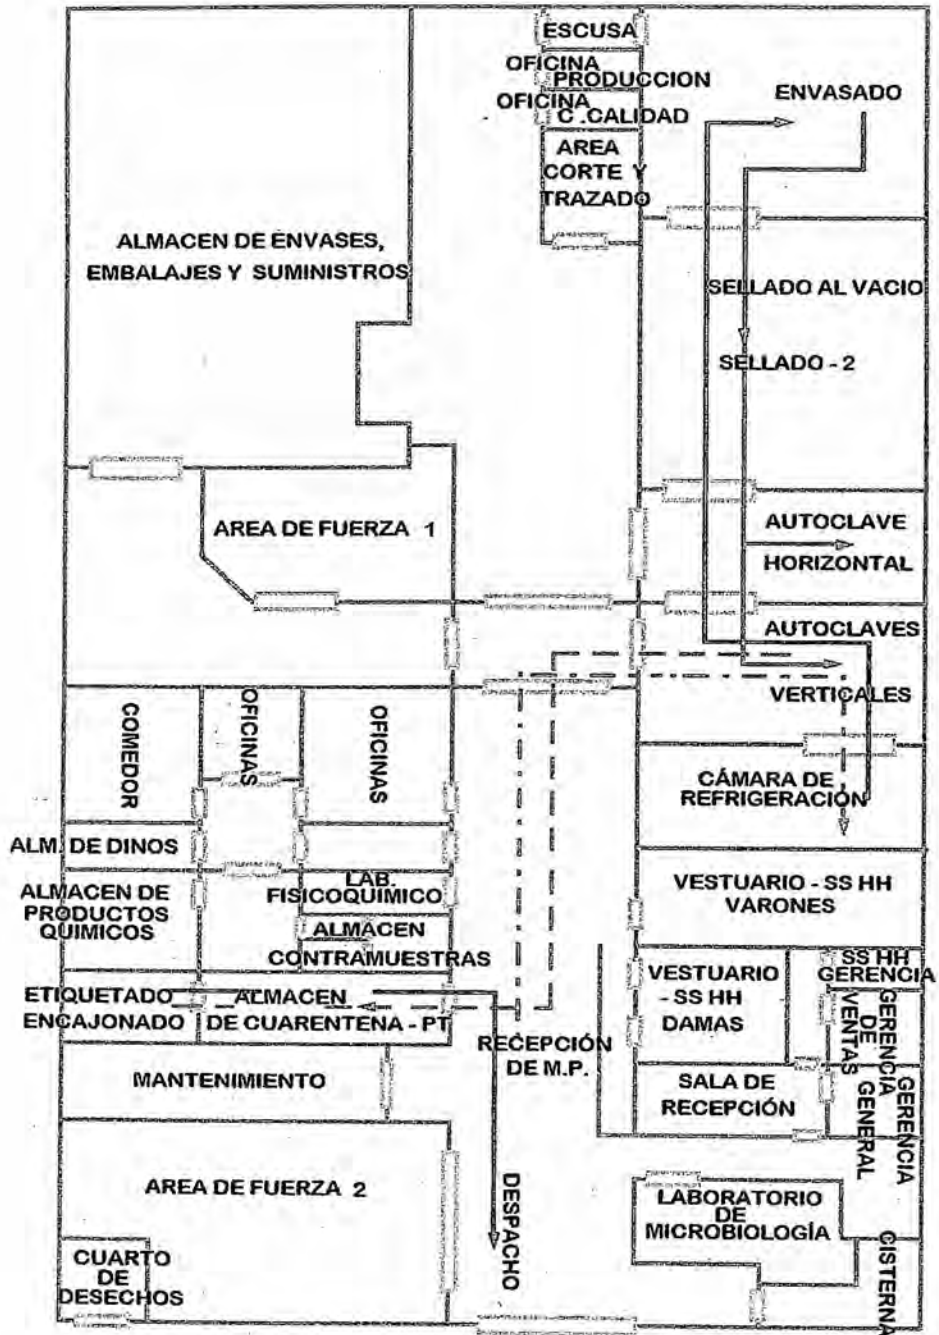 ESCUSA
OFICINA
PRODUCCION
OFICINA
C .CALIDAD
AREA
CORTE Y
TRAZADO
ENVASADO
ALMACEN DE ENVASES,
EMBALAJES Y SUMINISTROS
SELLADO AL VACIO
SELLADO - 2
AREA DE FUERZA 1
AUTOCLAVE
HORIZONTAL
AUTOCLAVES
VERTICALES
COMEDOR
OFICINAS
OFICINAS
CÁMARA DE
REFRIGERACIÓN
ALM. DE DINOS
ALMACEN DE
PRODUCTOS
QUIMICOS
LAB.
FISICOQUIMICO
ALMACEN
CONTRAMUESTRAS
VESTUARIO - SS HH
VARONES
VESTUARIO
- SS HH
DAMAS
SS HH
GERENCIA
GERENCIA
DE
VENTAS
ETIQUETADO
ENCAJONADO
ALMACEN
DE CUARENTENA - PT
RECEPCIÓN
DE M.P.
MANTENIMIENTO
SALA DE
RECEPCIÓN
GERENCIA
GENERAL
AREA DE FUERZA 2
DESPACHO
LABORATORIO
DE
MICROBIOLOGÍA
CUARTO
DE
DESECHOS
CISTERNA